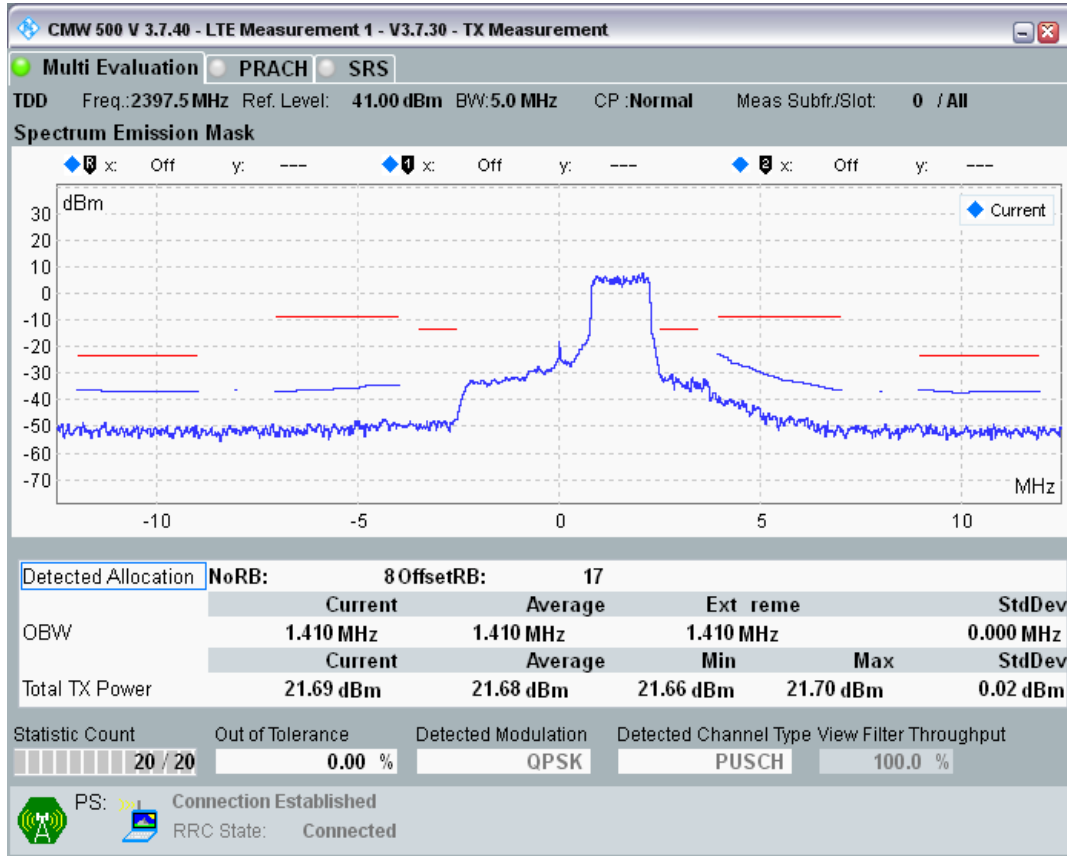 CMW 500 V 3.7.40 - LTE Measurement 1 - V3.7.30 - TX Measurement
Multi Evaluation PRACH SRS
TDD Freq.:2397.5 MHz Ref. Level: 41.00 dBm BW:5.0 MHz CP :Normal Meas Subfr./Slot: 0 / All
Spectrum Emission Mask
R x: Off y: --- 1 x: Off y: --- 2 x: Off y: ---
dBm
Current
30
20
10
0
-10
-20
-30
-40
-50
-60
-70
MHz
-10 -5 0 5 10
Detected Allocation NoRB: 8 OffsetRB: 17
Current Average Ext reme StdDev
OBW 1.410 MHz 1.410 MHz 1.410 MHz 0.000 MHz
Current Average Min Max StdDev
Total TX Power 21.69 dBm 21.68 dBm 21.66 dBm 21.70 dBm 0.02 dBm
Statistic Count Out of Tolerance Detected Modulation Detected Channel Type View Filter Throughput
20 / 20 0.00 % QPSK PUSCH 100.0 %
PS: Connection Established
RRC State: Connected